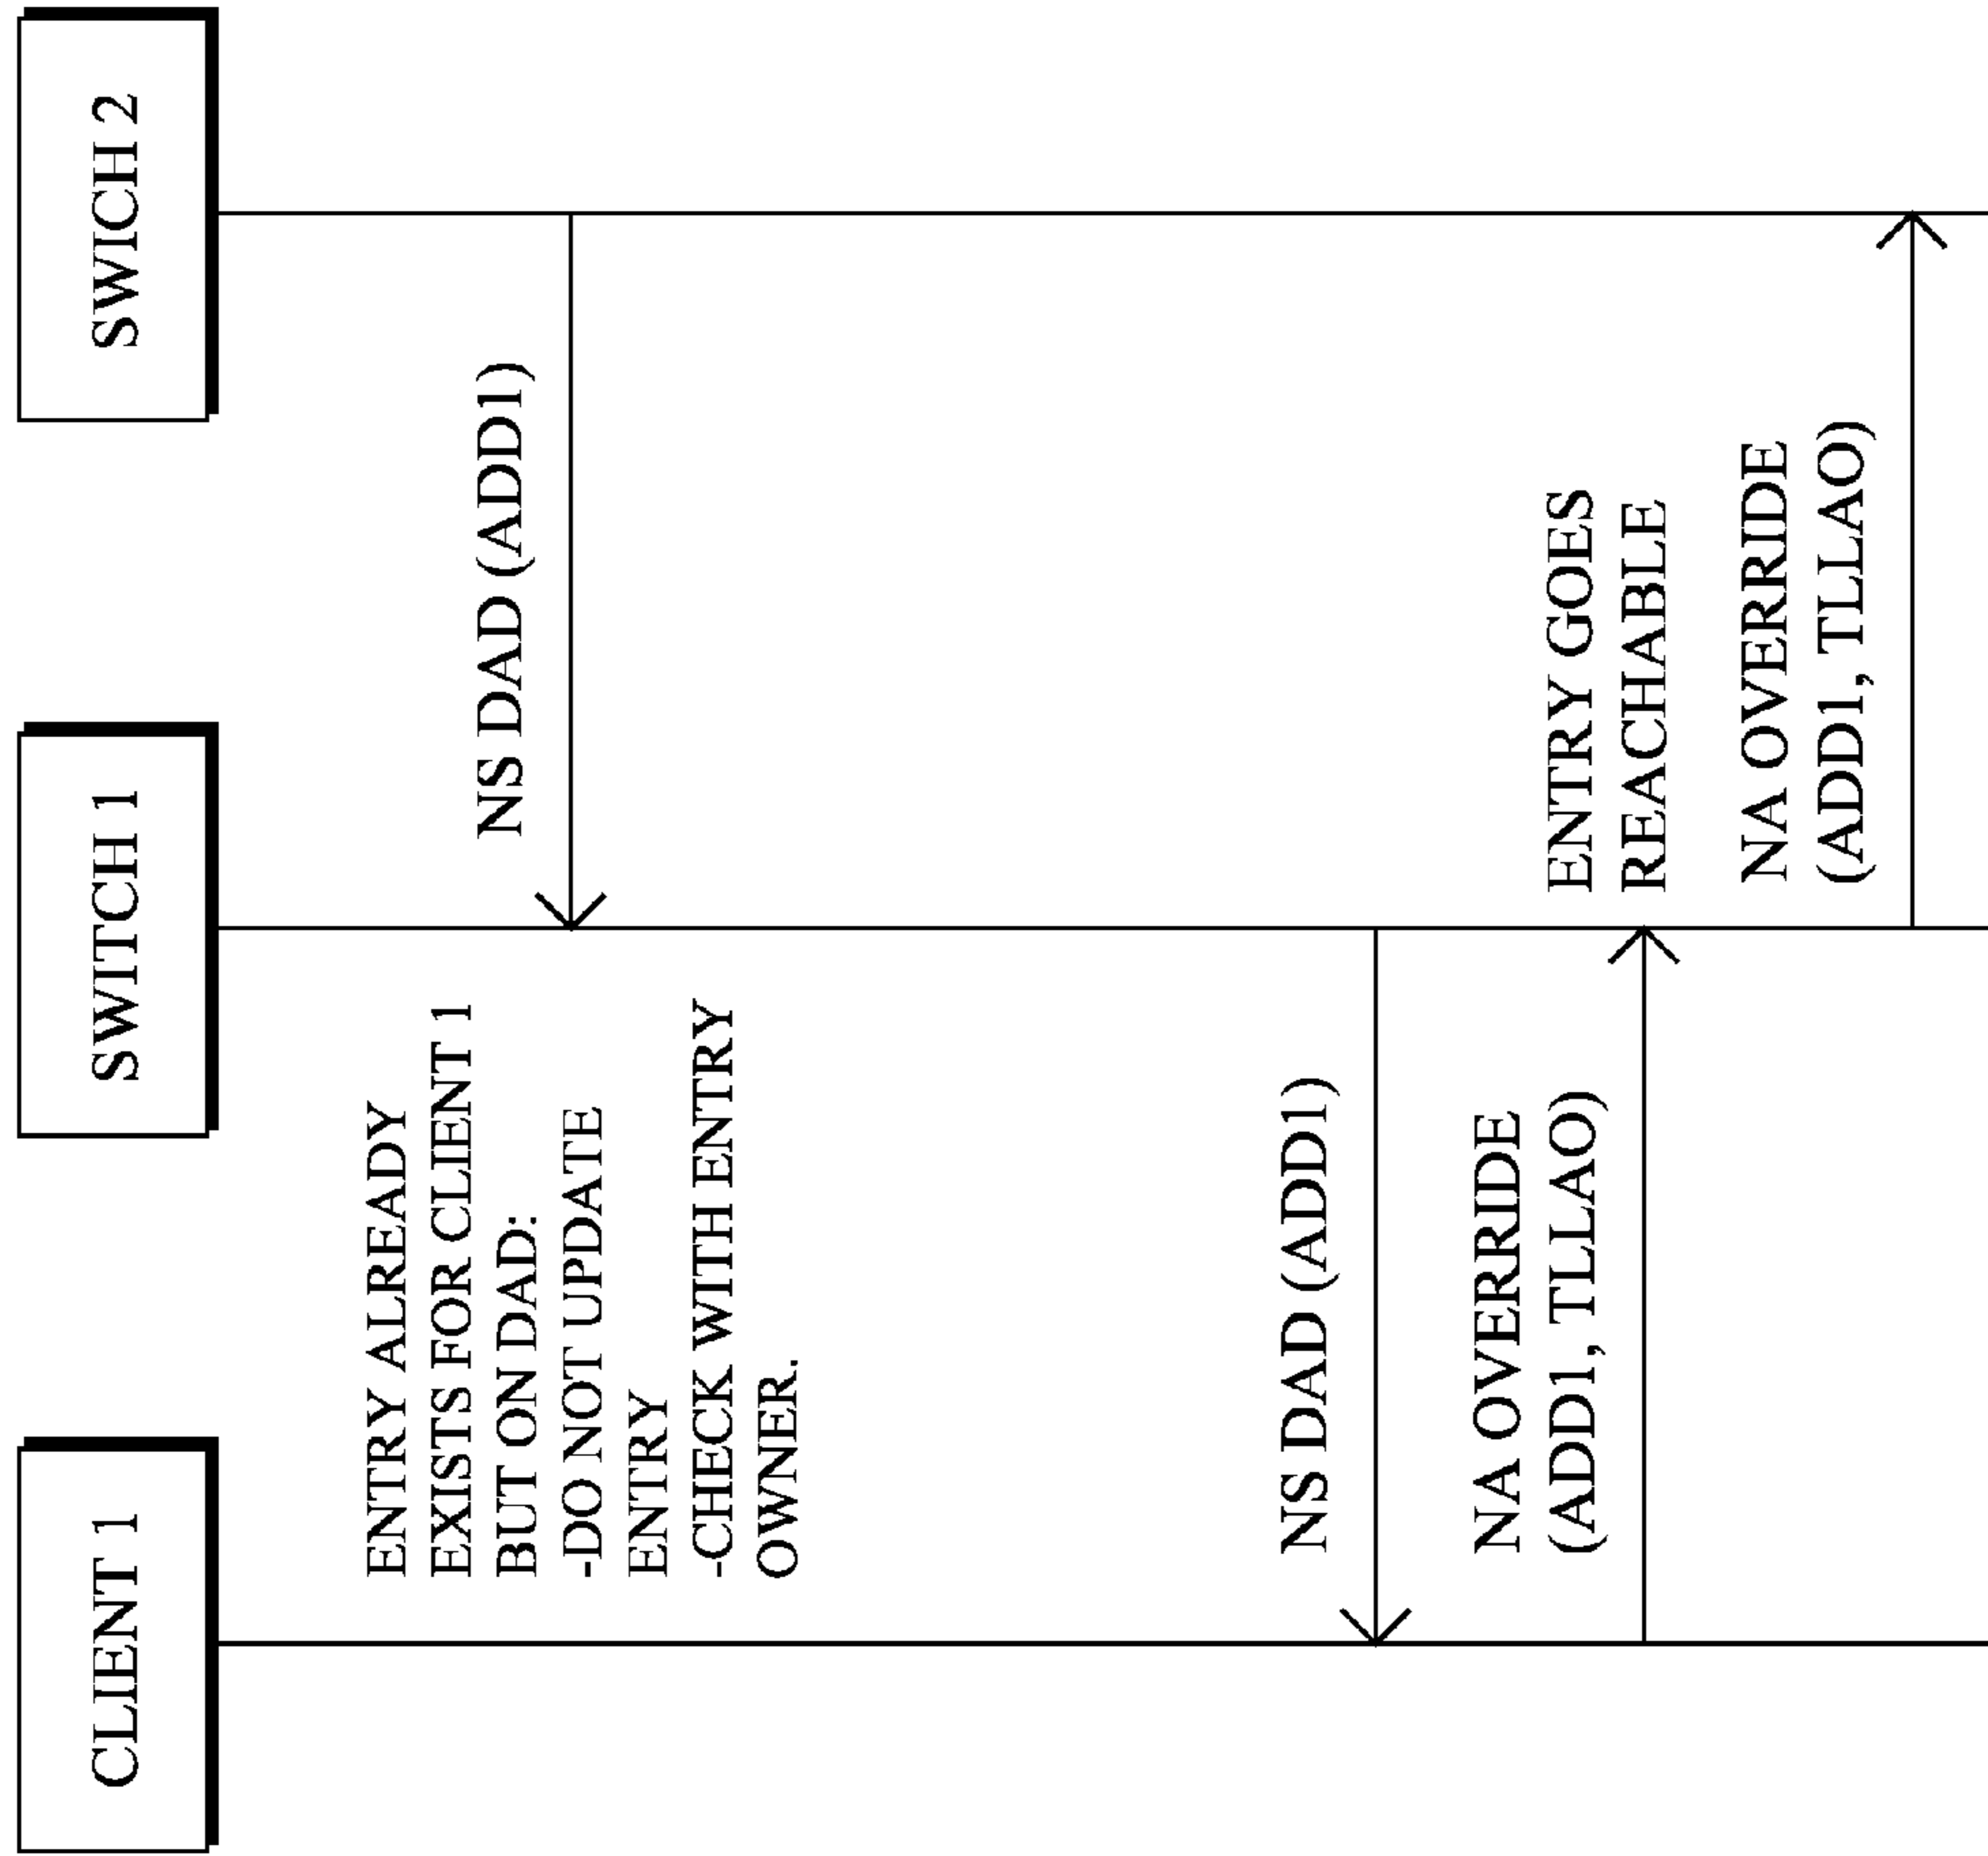 CLIENT 1
SWITCH 1
SWICH 2
ENTRY ALREADY
EXISTS FOR CLIENT 1
BUT ON DAD:
-DO NOT UPDATE
ENTRY
-CHECK WITH ENTRY
OWNER.
NS DAD (ADD1)
NS DAD (ADD1)
NA OVERRIDE
(ADD1, TLLAO)
ENTRY GOES
REACHABLE
NA OVERRIDE
(ADD1, TLLAO)